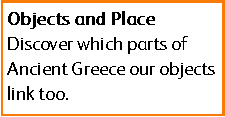 Objects and Place
Discover which parts of
Ancient Greece our objects
link too.